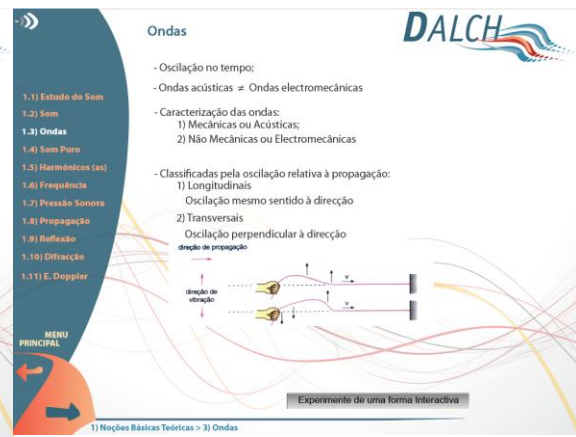 Ondas
DALCH
- Oscilação no tempo;
- Ondas acústicas ≠ Ondas electromecânicas
- Caracterização das ondas:
1) Mecânicas ou Acústicas;
2) Não Mecânicas ou Electromecânicas
- Classificadas pela oscilação relativa à propagação:
1) Longitudinais
Oscilação mesmo sentido à direcção
2) Transversais
Oscilação perpendicular à direcção
direção de propagação
direção de
vibração
v
v
1.1) Estudo do Som
1.2) Som
1.3) Ondas
1.4) Som Puro
1.5) Harmónicos (as)
1.6) Frequência
1.7) Pressão Sonora
1.8) Propagação
1.9) Reflexão
1.10) Difracção
1.11) E. Doppler
MENU
PRINCIPAL
Experimente de uma forma Interactiva
1) Noções Básicas Teóricas > 3) Ondas